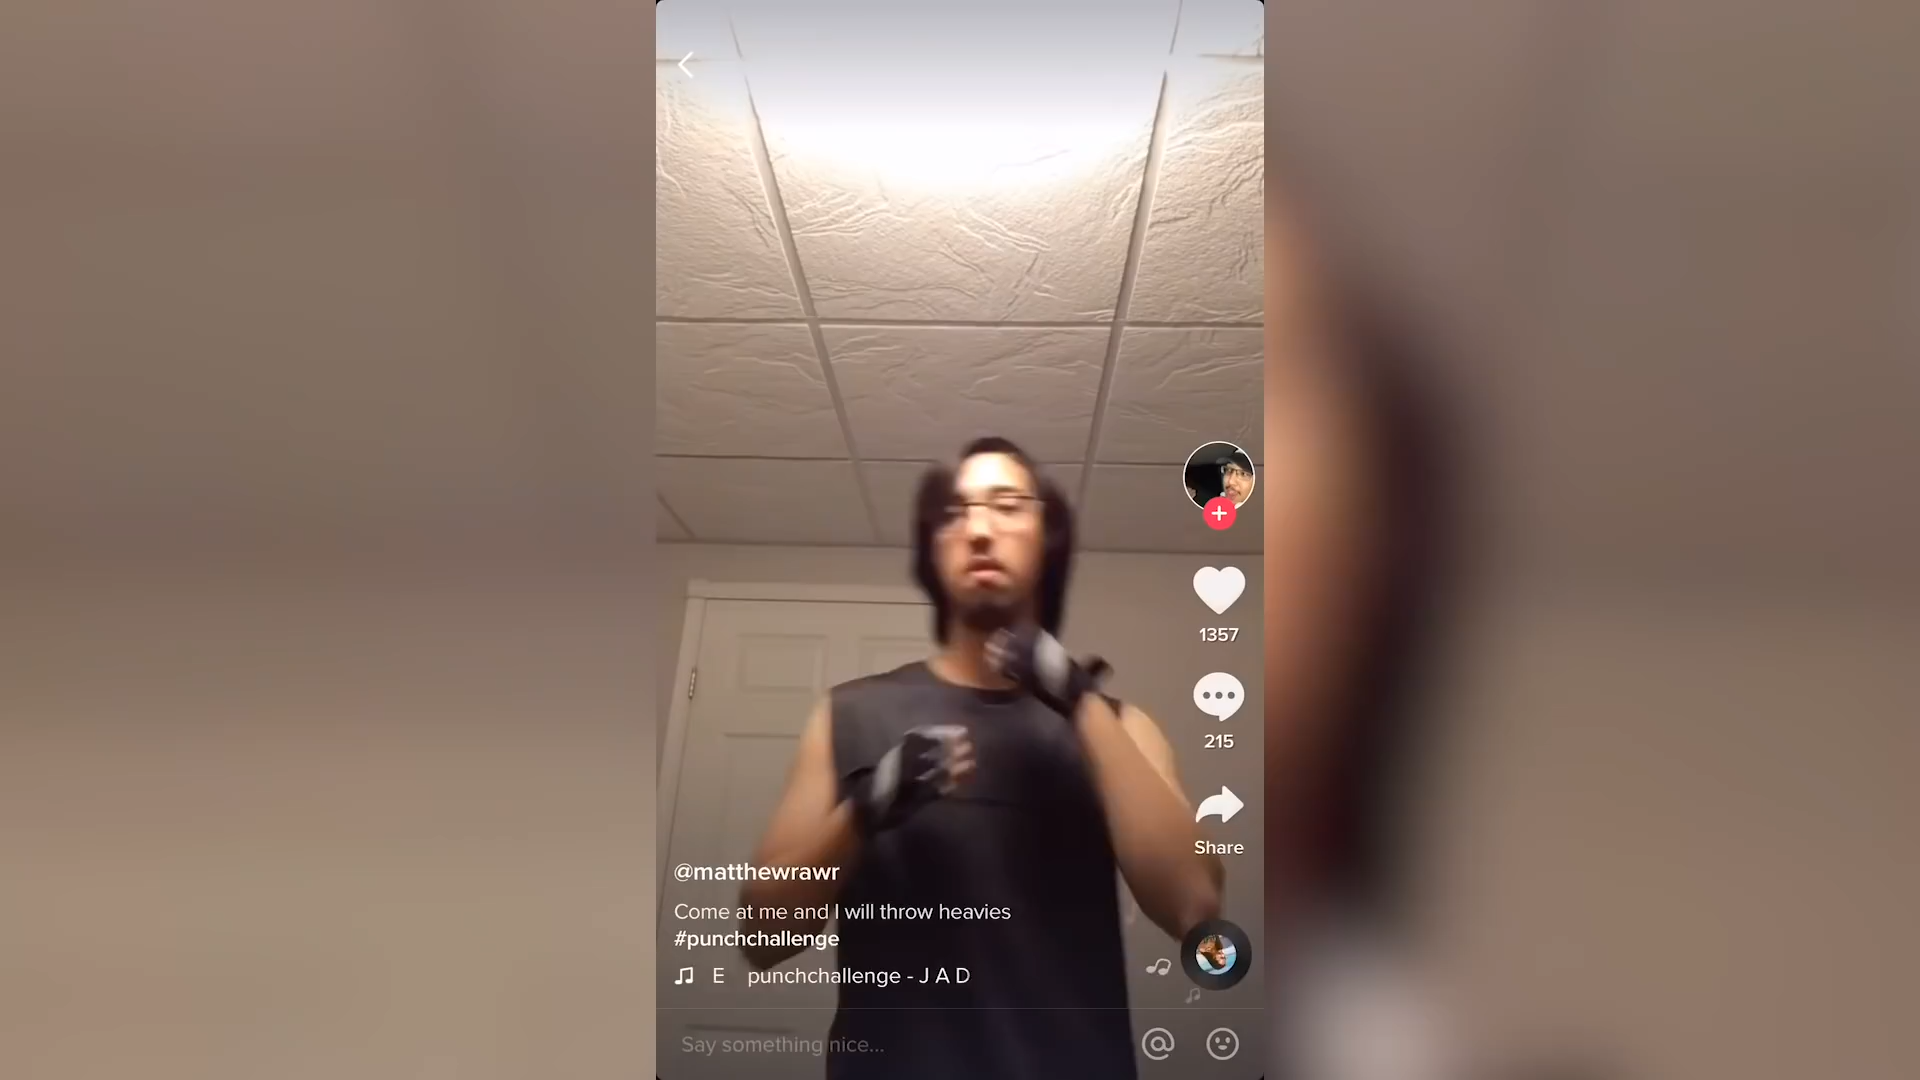 1357
215
Share
@matthewrawr
Come at me and I will throw heavies
#punchchallenge
E punchchallenge - J A D
Say something nice...